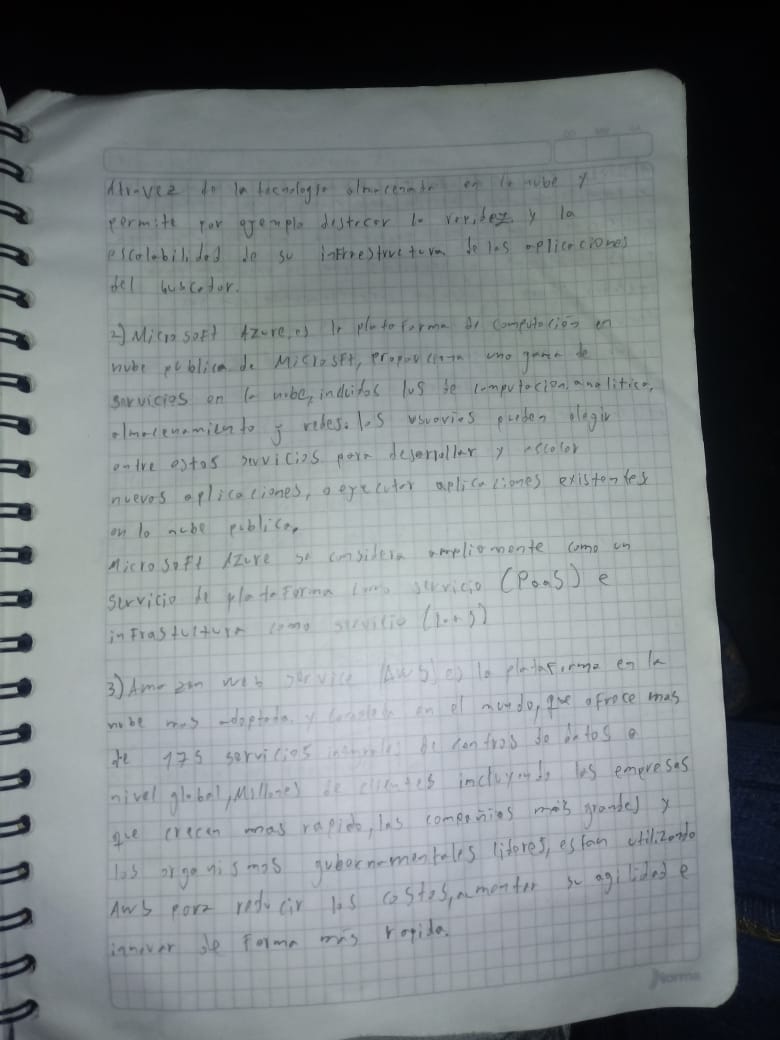 Atravez de la tecnologia almacenada en la nube y
permite por ejemplo destacar la y la
escalabilidad de su infrrestructura de las aplicaciones
del buscador.
2) Microsoft Azure, es la plataforma de computación en
nube publica de Microsft, proporciona una gama de
servicios en la nube, incluidos los de computacion, analitica,
almacenamiento y redes. los usuarios pueden elegir
entre estos servicios para desarrollar y escalar
nuevas aplicaciones, o ejecutar aplicaciones existentes
en la nube publica.
Microsoft Azure se considera ampliamente como un
Servicio de plataforma como servicio (PaaS) e
infrastultura como servicio (Iaas)
3) Amazon Web Service (AWS) es la plataforma en la
nube mas adoptada y completa en el mundo, que ofrece mas
de 175 servicios integrales de centros de datos a
nivel global, Millones de clientes incluyendo las empresas
que crecen mas rapido, las compañias más grandes y
los organismos gubernamentales lideres, estan utilizando
AWS para reducir los costos, aumentar su agilidad e
innovar de Forma más rapida.
Norma